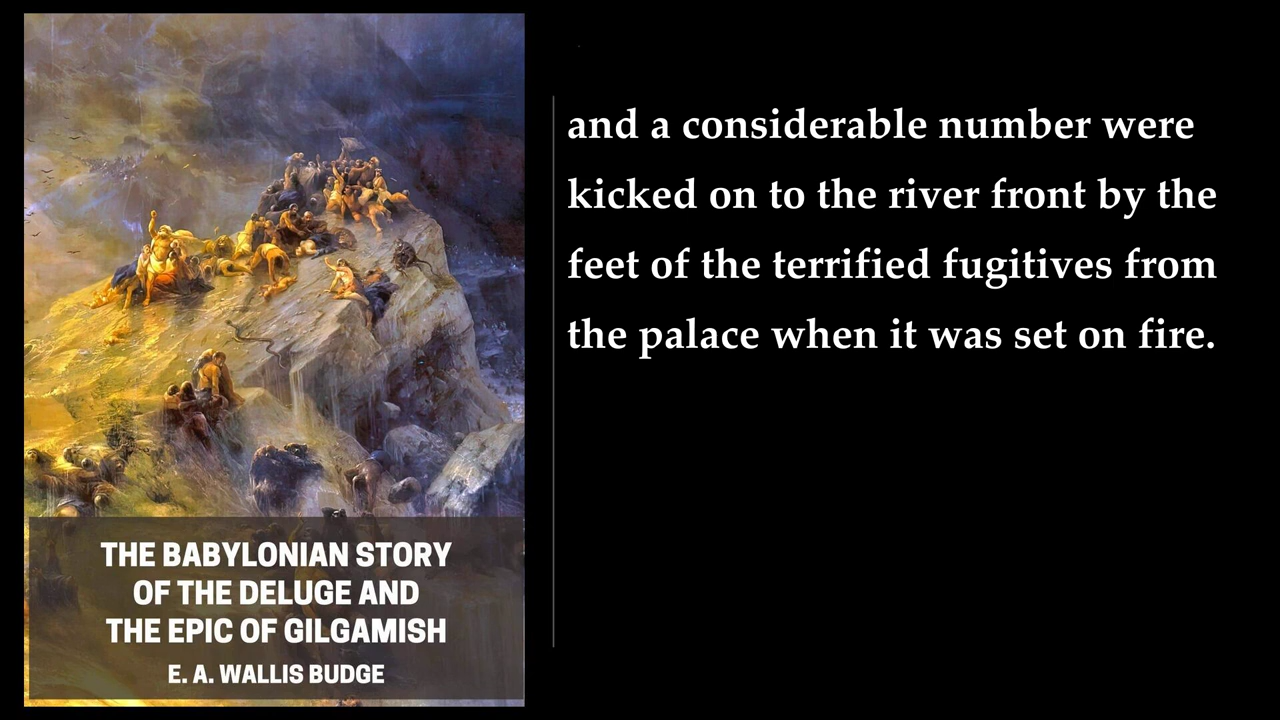 and a considerable number were
kicked on to the river front by the
feet of the terrified fugitives from
the palace when it was set on fire.
THE BABYLONIAN STORY
OF THE DELUGE AND
THE EPIC OF GILGAMISH
E. A. WALLIS BUDGE